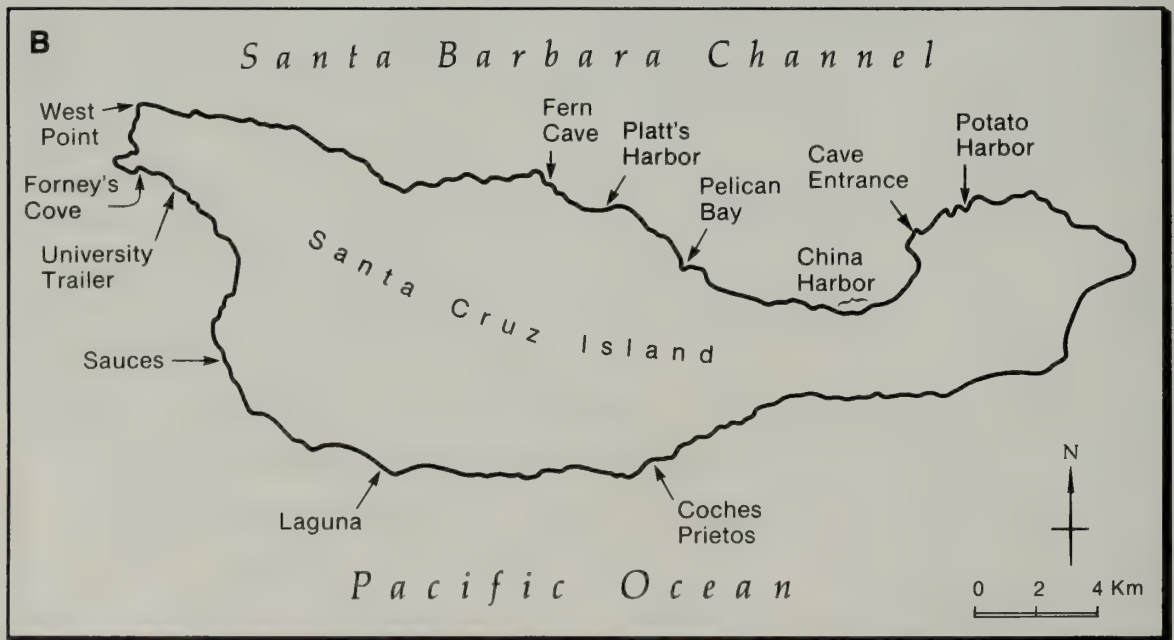 B
Santa Barbara Channel
West
Point
Fern
Cave
Platt's
Harbor
Potato
Harbor
Cave
Entrance
Forney's
Cove
Pelican
Bay
University
Trailer
China
Harbor
Santa Cruz Island
Sauces
N
Laguna
Coches
Prietos
Pacific Ocean
0 2 4 Km